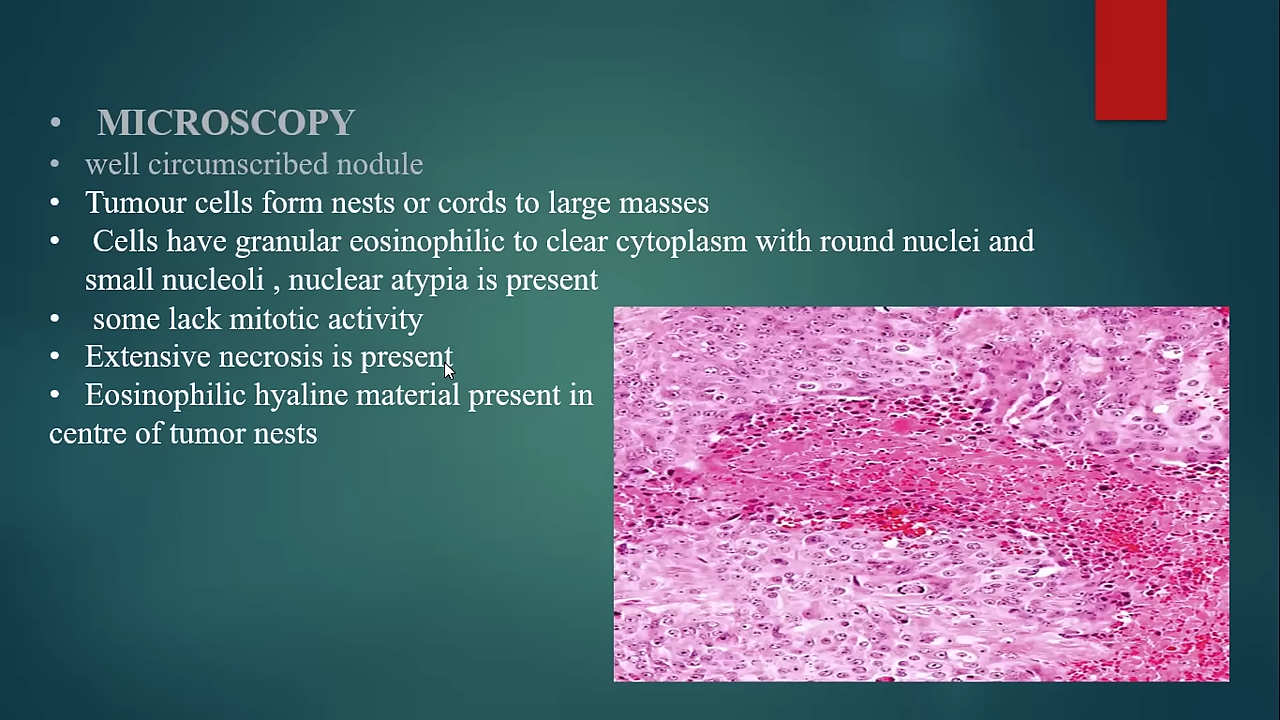 • MICROSCOPY
• well circumscribed nodule
• Tumour cells form nests or cords to large masses
• Cells have granular eosinophilic to clear cytoplasm with round nuclei and
small nucleoli , nuclear atypia is present
• some lack mitotic activity
• Extensive necrosis is present
• Eosinophilic hyaline material present in
centre of tumor nests